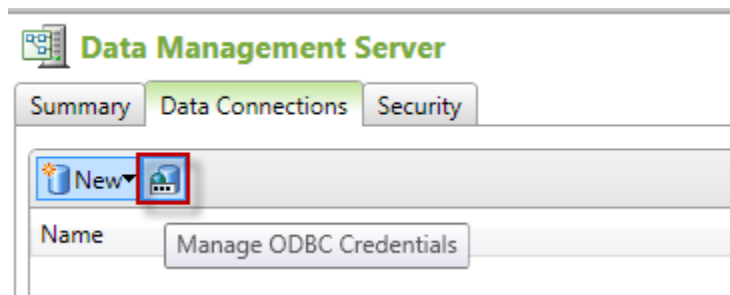 Data Management Server
Summary Data Connections Security
New
Name
Manage ODBC Credentials